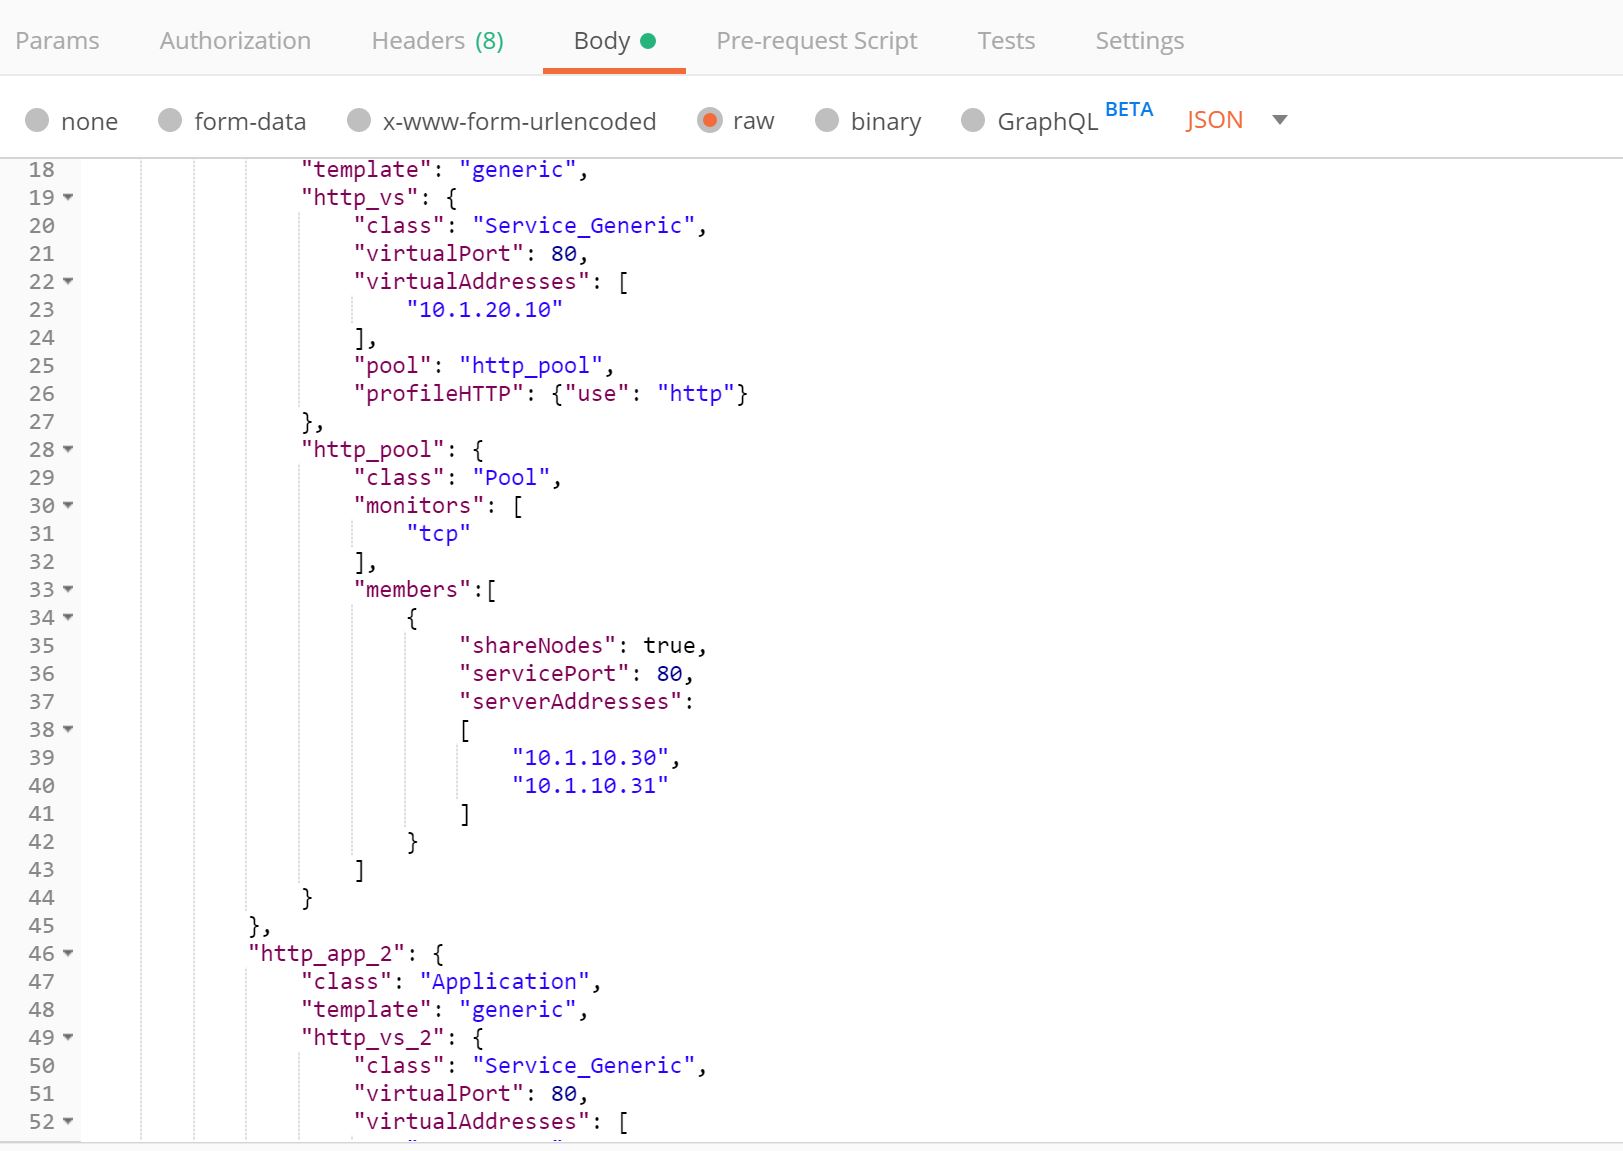 Params Authorization Headers (8) Body Pre-request Script Tests Settings
none form-data x-www-form-urlencoded raw binary GraphQL BETA JSON
18 "template": "generic",
19 "http_vs": {
20 "class": "Service_Generic",
21 "virtualPort": 80,
22 "virtualAddresses": [
23 "10.1.20.10"
24 ],
25 "pool": "http_pool",
26 "profileHTTP": {"use": "http"}
27 },
28 "http_pool": {
29 "class": "Pool",
30 "monitors": [
31 "tcp"
32 ],
33 "members":[
34 {
35 "shareNodes": true,
36 "servicePort": 80,
37 "serverAddresses":
38 [
39 "10.1.10.30",
40 "10.1.10.31"
41 ]
42 }
43 ]
44 }
45 },
46 "http_app_2": {
47 "class": "Application",
48 "template": "generic",
49 "http_vs_2": {
50 "class": "Service_Generic",
51 "virtualPort": 80,
52 "virtualAddresses": [